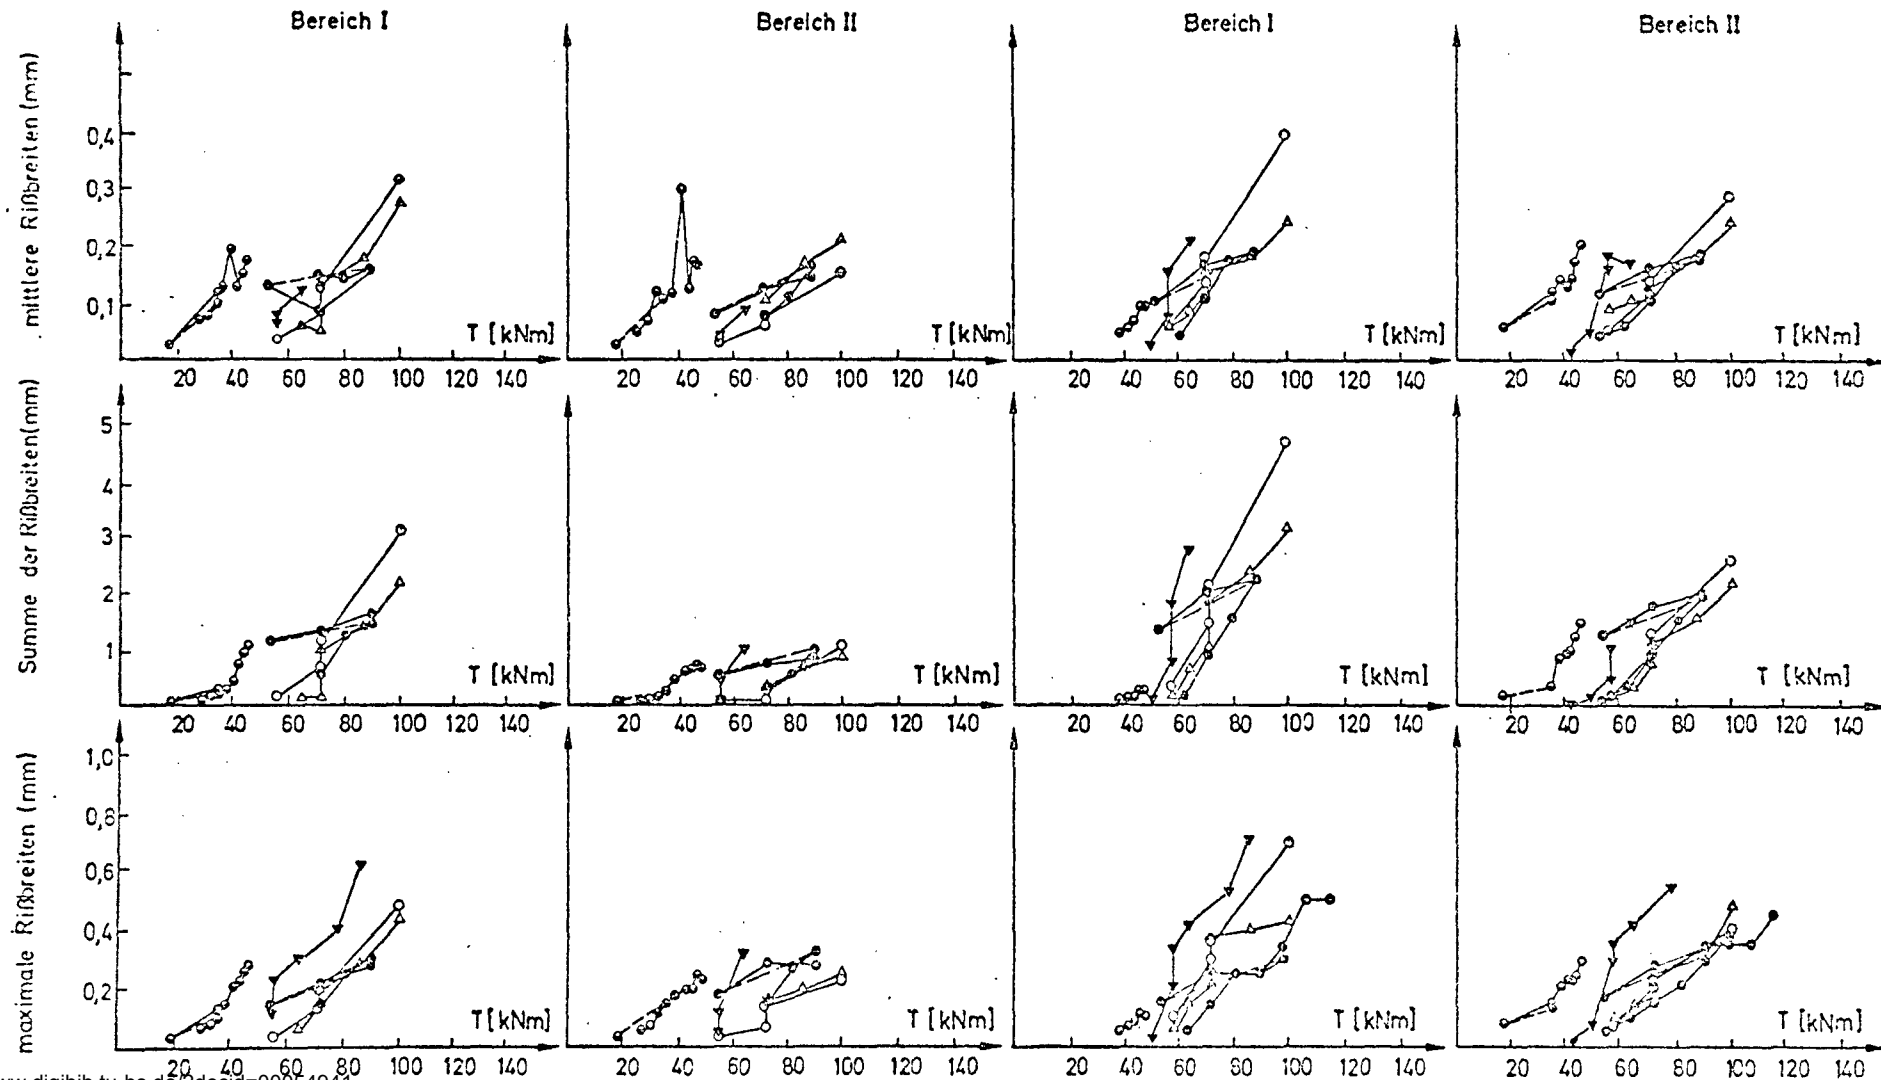 Bereich I
Bereich II
Bereich I
Bereich II
mittlere Rißbreiten (mm)
0,4
0,3
0,2
0,1
T [kNm]
T [kNm]
T [kNm]
T [kNm]
20 40 60 80 100 120 140
20 40 60 80 100 120 140
20 40 60 80 100 120 140
20 40 60 80 100 120 140
Summe der Rißbreiten(mm)
5
4
3
2
1
T [kNm]
T [kNm]
T [kNm]
T [kNm]
20 40 60 80 100 120 140
20 40 60 80 100 120 140
20 40 60 80 100 120 140
20 40 60 80 100 120 140
maximale Rißbreiten (mm)
1,0
0,8
0,6
0,4
0,2
T [kNm]
T [kNm]
T [kNm]
T [kNm]
20 40 60 80 100 120 140
20 40 60 80 100 120 140
20 40 60 80 100 120 140
20 40 60 80 100 120 140